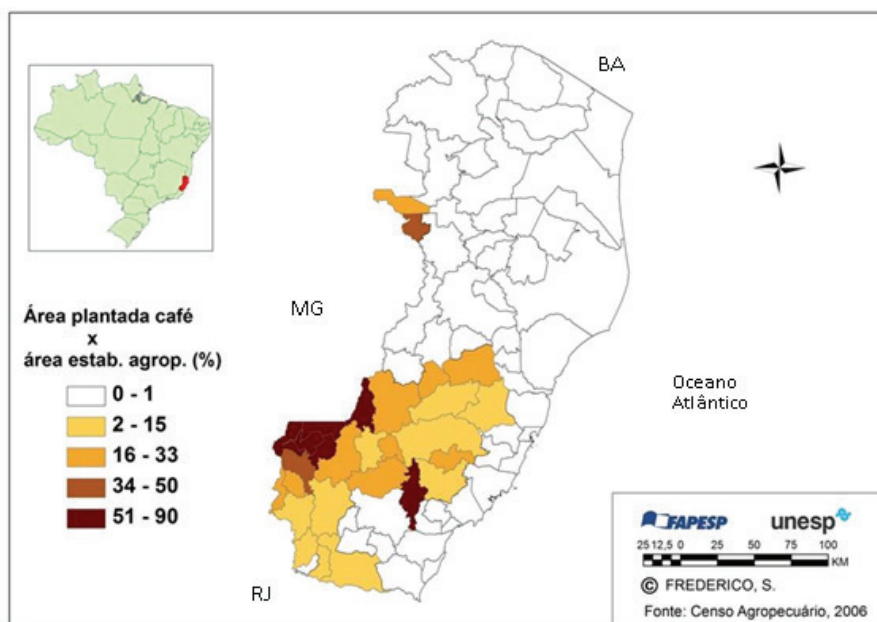 BA
MG
Área plantada café
x
área estab. agrop. (%)
0 - 1
2 - 15
16 - 33
34 - 50
51 - 90
Oceano
Atlântico
RJ
FAPESP unesp
25 12,5 0 25 50 75 100
KM
© FREDERICO, S.
Fonte: Censo Agropecuário, 2006